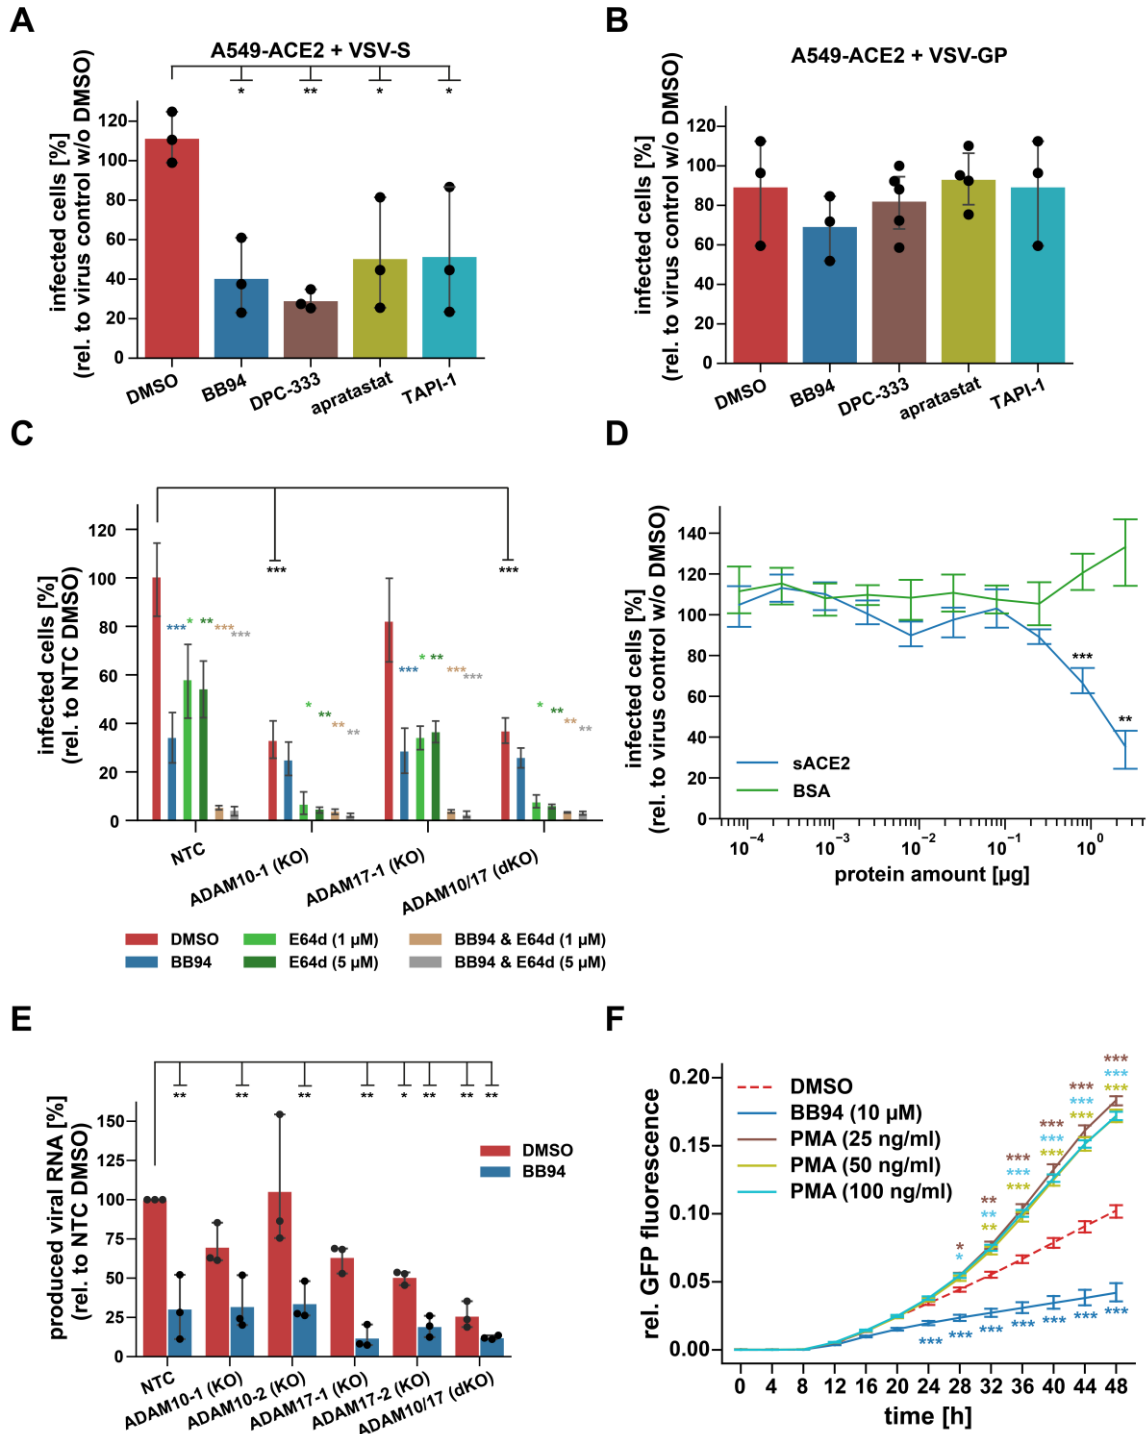 A
A549-ACE2 + VSV-S
* ** * *
infected cells [%]
(rel. to virus control w/o DMSO)
120
100
80
60
40
20
0
DMSO
BB94
DPC-333
apratastat
TAPI-1
B
A549-ACE2 + VSV-GP
infected cells [%]
(rel. to virus control w/o DMSO)
120
100
80
60
40
20
0
DMSO
BB94
DPC-333
apratastat
TAPI-1
C
infected cells [%]
(rel. to NTC DMSO)
120
100
80
60
40
20
0
*** ***
*** * ** *** ***
* ** ** **
*** * ** *** ***
* ** ** **
NTC
ADAM10-1 (KO)
ADAM17-1 (KO)
ADAM10/17 (dKO)
DMSO
BB94
E64d (1 µM)
E64d (5 µM)
BB94 & E64d (1 µM)
BB94 & E64d (5 µM)
D
infected cells [%]
(rel. to virus control w/o DMSO)
140
120
100
80
60
40
20
0
***
**
sACE2
BSA
10⁻⁴ 10⁻³ 10⁻² 10⁻¹ 10⁰
protein amount [µg]
E
produced viral RNA [%]
(rel. to NTC DMSO)
150
125
100
75
50
25
0
** ** ** ** * ** ** **
DMSO
BB94
NTC
ADAM10-1 (KO)
ADAM10-2 (KO)
ADAM17-1 (KO)
ADAM17-2 (KO)
ADAM10/17 (dKO)
F
rel. GFP fluorescence
0.20
0.15
0.10
0.05
0.00
DMSO
BB94 (10 µM)
PMA (25 ng/ml)
PMA (50 ng/ml)
PMA (100 ng/ml)
* ** *** *** *** ***
* ** *** *** *** ***
** *** *** *** ***
*** *** *** *** *** *** ***
0 4 8 12 16 20 24 28 32 36 40 44 48
time [h]